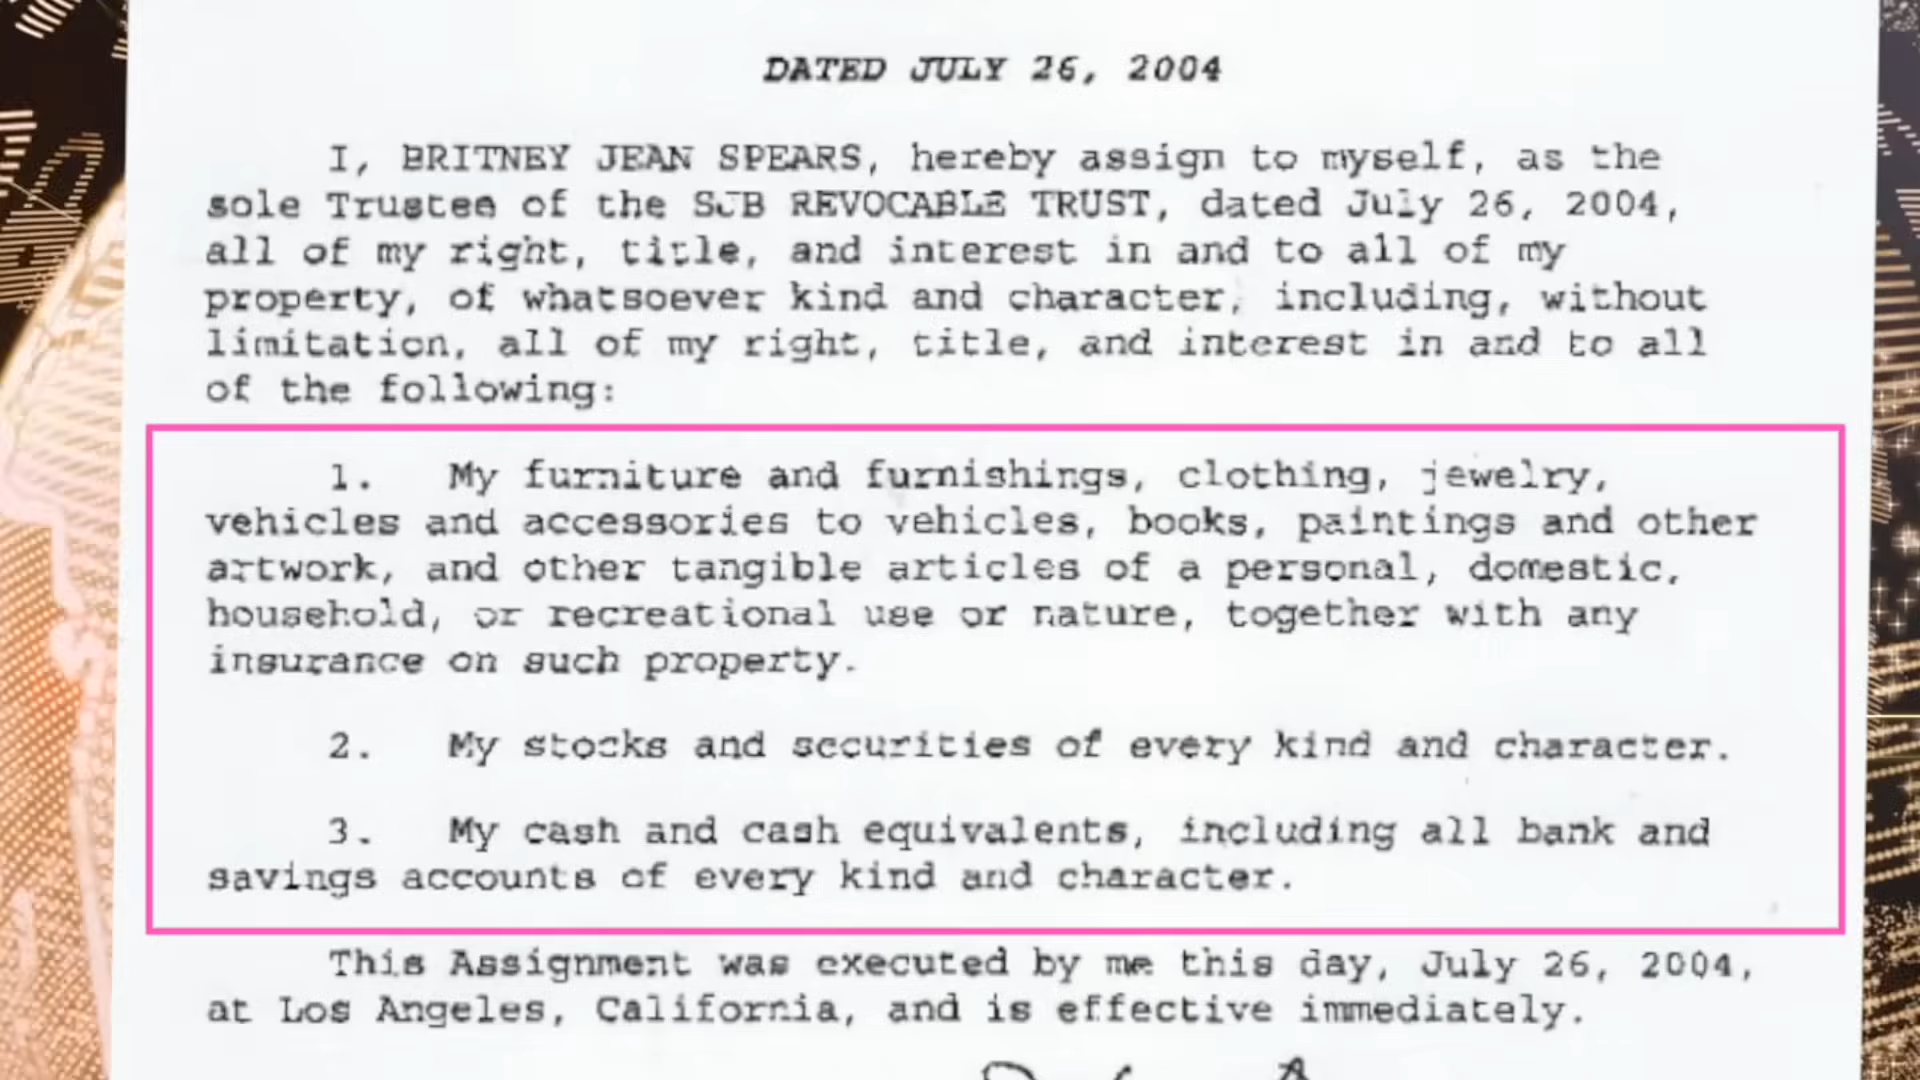 DATED JULY 26, 2004
I, BRITNEY JEAN SPEARS, hereby assign to myself, as the
sole Trustee of the SJB REVOCABLE TRUST, dated July 26, 2004,
all of my right, title, and interest in and to all of my
property, of whatsoever kind and character, including, without
limitation, all of my right, title, and interest in and to all
of the following:
1. My furniture and furnishings, clothing, jewelry,
vehicles and accessories to vehicles, books, paintings and other
artwork, and other tangible articles of a personal, domestic,
household, or recreational use or nature, together with any
insurance on such property.
2. My stocks and securities of every kind and character.
3. My cash and cash equivalents, including all bank and
savings accounts of every kind and character.
This Assignment was executed by me this day, July 26, 2004,
at Los Angeles, California, and is effective immediately.